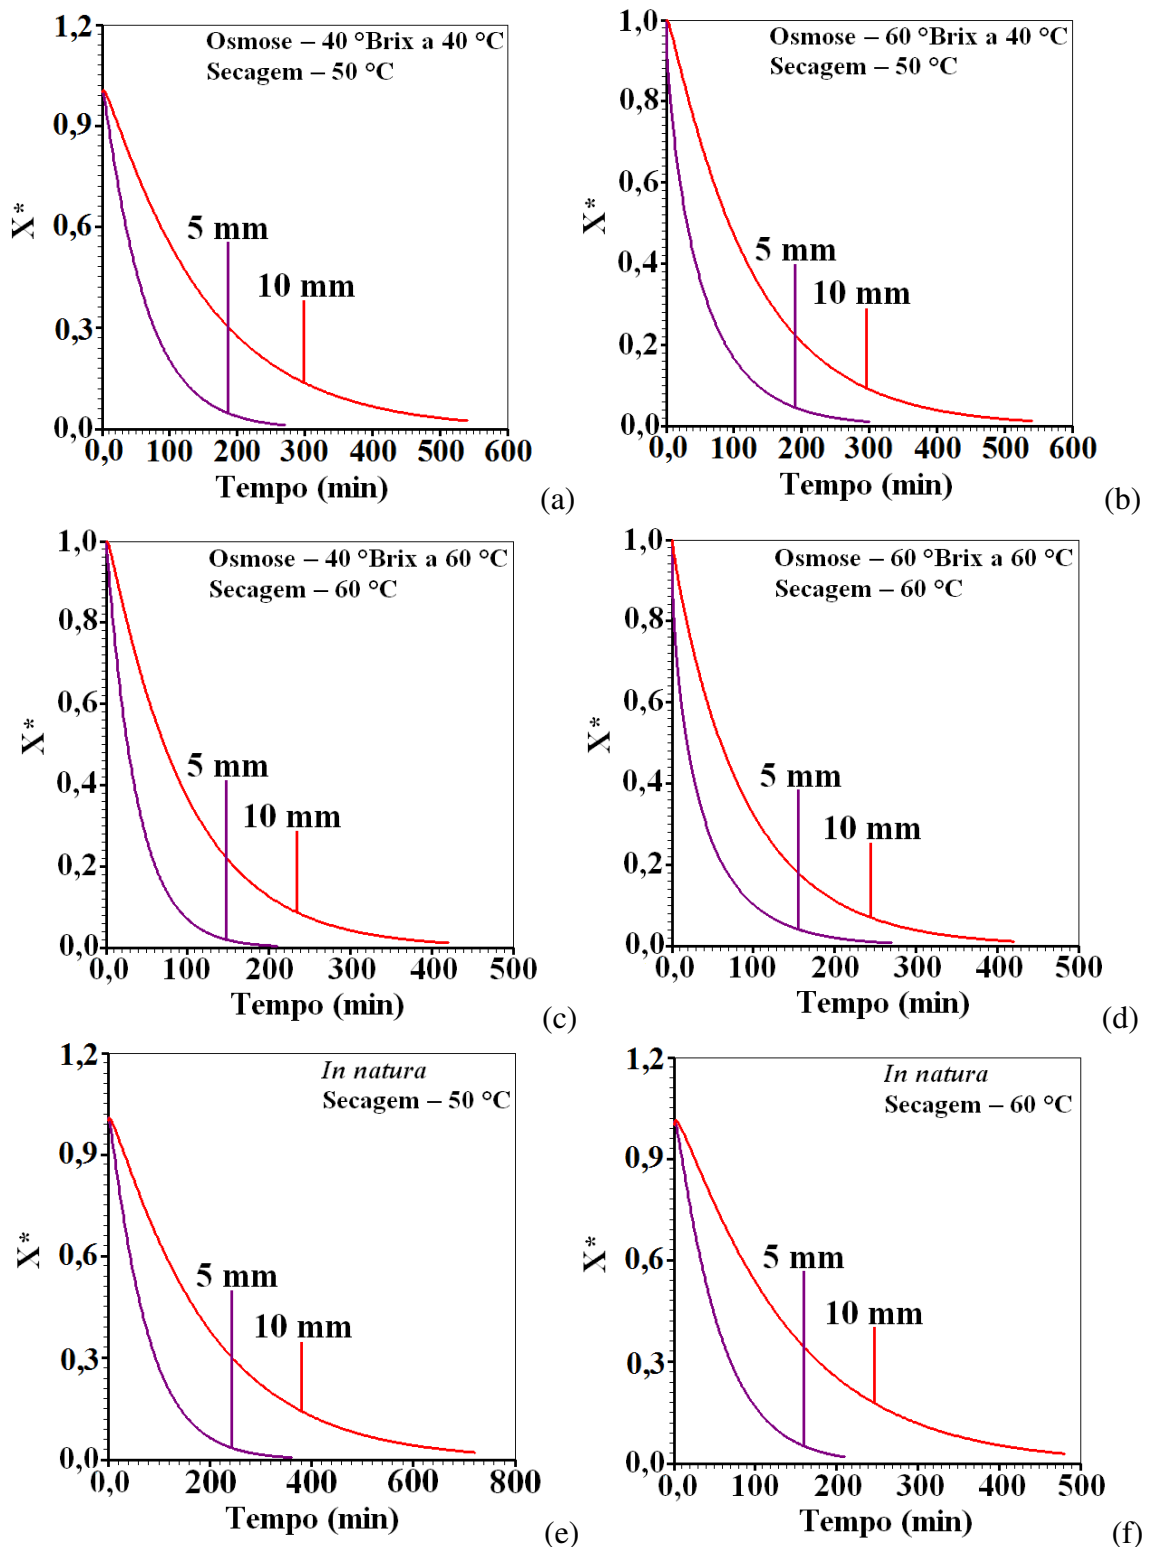 1,2
Osmose – 40 °Brix a 40 °C
Secagem – 50 °C
0,9
X*
0,6
5 mm
10 mm
0,3
0,0
0,0 100 200 300 400 500 600
Tempo (min)
(a)
1,0
Osmose – 60 °Brix a 40 °C
Secagem – 50 °C
0,8
0,6
X*
5 mm
0,4
10 mm
0,2
0,0
0,0 100 200 300 400 500 600
Tempo (min)
(b)
1,0
Osmose – 40 °Brix a 60 °C
Secagem – 60 °C
0,8
0,6
X*
5 mm
0,4
10 mm
0,2
0,0
0,0 100 200 300 400 500
Tempo (min)
(c)
1,0
Osmose – 60 °Brix a 60 °C
Secagem – 60 °C
0,8
0,6
X*
5 mm
0,4
10 mm
0,2
0,0
0,0 100 200 300 400 500
Tempo (min)
(d)
1,2
In natura
Secagem – 50 °C
0,9
X*
0,6
5 mm
10 mm
0,3
0,0
0,0 200 400 600 800
Tempo (min)
(e)
1,2
In natura
Secagem – 60 °C
0,9
X*
0,6
5 mm
10 mm
0,3
0,0
0,0 100 200 300 400 500
Tempo (min)
(f)